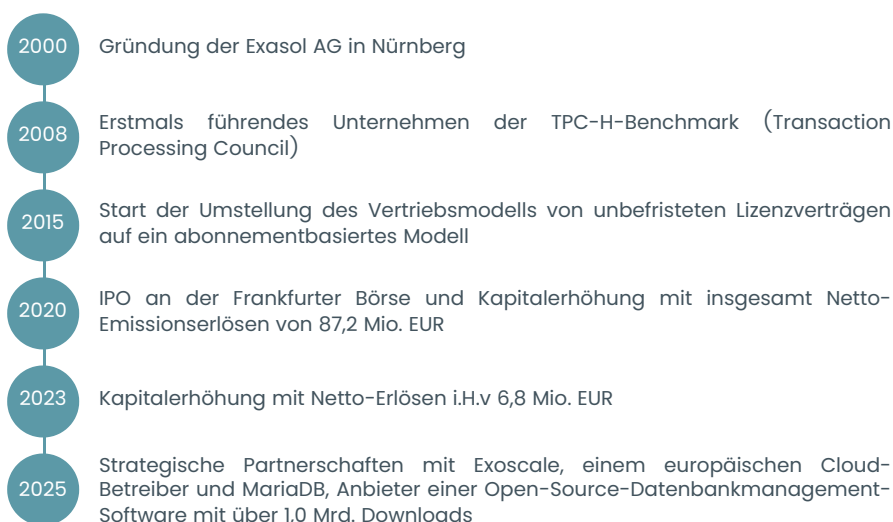 2000
Gründung der Exasol AG in Nürnberg
2008
Erstmals führendes Unternehmen der TPC-H-Benchmark (Transaction
Processing Council)
2015
Start der Umstellung des Vertriebsmodells von unbefristeten Lizenzverträgen
auf ein abonnementbasiertes Modell
2020
IPO an der Frankfurter Börse und Kapitalerhöhung mit insgesamt Netto-
Emissionserlösen von 87,2 Mio. EUR
2023
Kapitalerhöhung mit Netto-Erlösen i.H.v 6,8 Mio. EUR
2025
Strategische Partnerschaften mit Exoscale, einem europäischen Cloud-
Betreiber und MariaDB, Anbieter einer Open-Source-Datenbankmanagement-
Software mit über 1,0 Mrd. Downloads